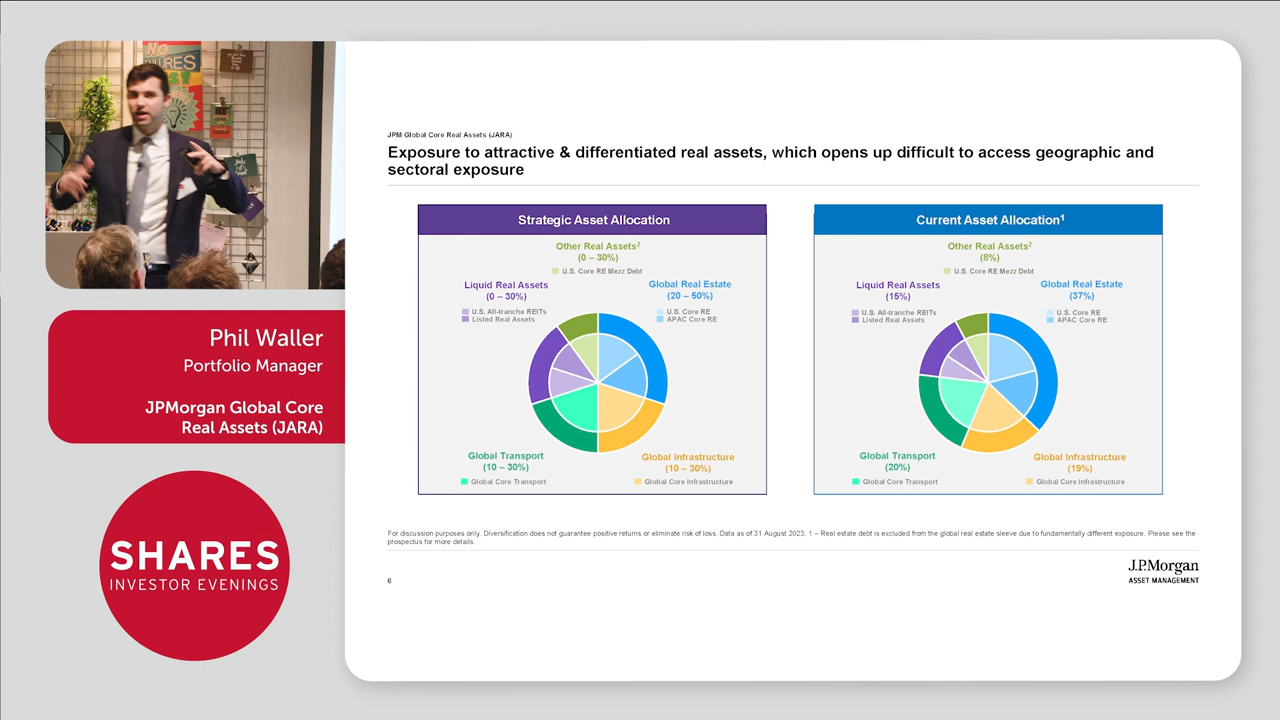 NO
FAILURES
Phil Waller
Portfolio Manager
JPMorgan Global Core
Real Assets (JARA)
SHARES
INVESTOR EVENINGS
JPM Global Core Real Assets (JARA)
Exposure to attractive & differentiated real assets, which opens up difficult to access geographic and
sectoral exposure
Strategic Asset Allocation
Other Real Assets²
(0 – 30%)
U.S. Core RE Mezz Debt
Liquid Real Assets
(0 – 30%)
U.S. All-tranche REITs
Listed Real Assets
Global Real Estate
(20 – 50%)
U.S. Core RE
APAC Core RE
Global Transport
(10 – 30%)
Global Core Transport
Global Infrastructure
(10 – 30%)
Global Core Infrastructure
Current Asset Allocation¹
Other Real Assets²
(8%)
U.S. Core RE Mezz Debt
Liquid Real Assets
(15%)
U.S. All-tranche REITs
Listed Real Assets
Global Real Estate
(37%)
U.S. Core RE
APAC Core RE
Global Transport
(20%)
Global Core Transport
Global Infrastructure
(19%)
Global Core Infrastructure
For discussion purposes only. Diversification does not guarantee positive returns or eliminate risk of loss. Data as of 31 August 2023. 1 – Real estate debt is excluded from the global real estate sleeve due to fundamentally different exposure. Please see the
prospectus for more details.
6
J.P.Morgan
ASSET MANAGEMENT